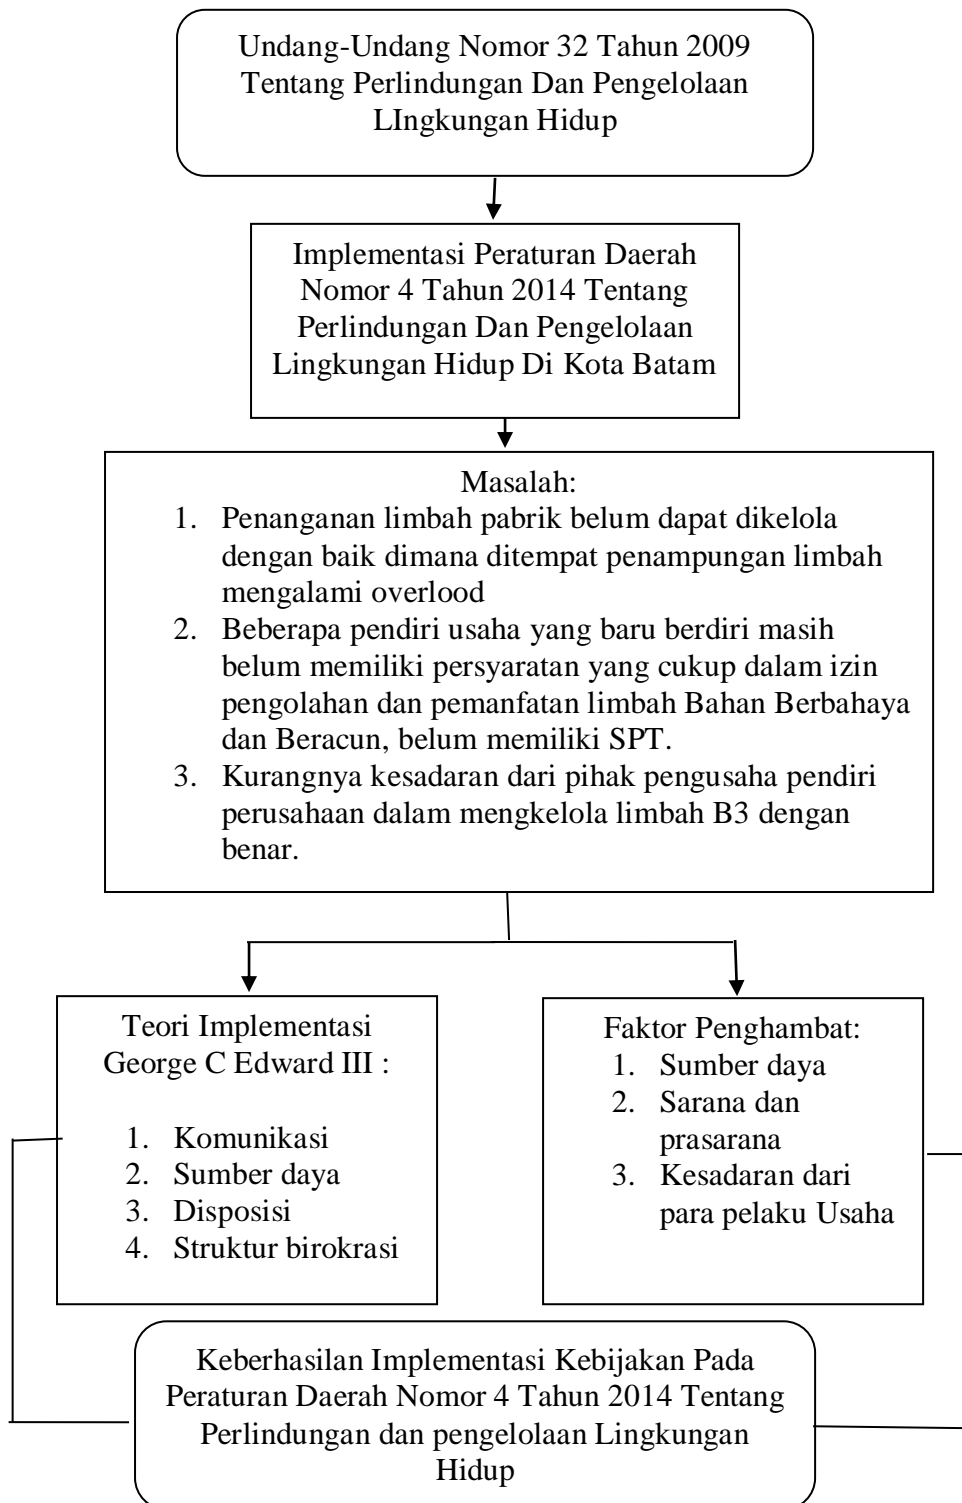 Undang-Undang Nomor 32 Tahun 2009
Tentang Perlindungan Dan Pengelolaan
LIngkungan Hidup
Implementasi Peraturan Daerah
Nomor 4 Tahun 2014 Tentang
Perlindungan Dan Pengelolaan
Lingkungan Hidup Di Kota Batam
Masalah:
1. Penanganan limbah pabrik belum dapat dikelola
dengan baik dimana ditempat penampungan limbah
mengalami overlood
2. Beberapa pendiri usaha yang baru berdiri masih
belum memiliki persyaratan yang cukup dalam izin
pengolahan dan pemanfatan limbah Bahan Berbahaya
dan Beracun, belum memiliki SPT.
3. Kurangnya kesadaran dari pihak pengusaha pendiri
perusahaan dalam mengkelola limbah B3 dengan
benar.
Teori Implementasi
George C Edward III :
1. Komunikasi
2. Sumber daya
3. Disposisi
4. Struktur birokrasi
Faktor Penghambat:
1. Sumber daya
2. Sarana dan
prasarana
3. Kesadaran dari
para pelaku Usaha
Keberhasilan Implementasi Kebijakan Pada
Peraturan Daerah Nomor 4 Tahun 2014 Tentang
Perlindungan dan pengelolaan Lingkungan
Hidup